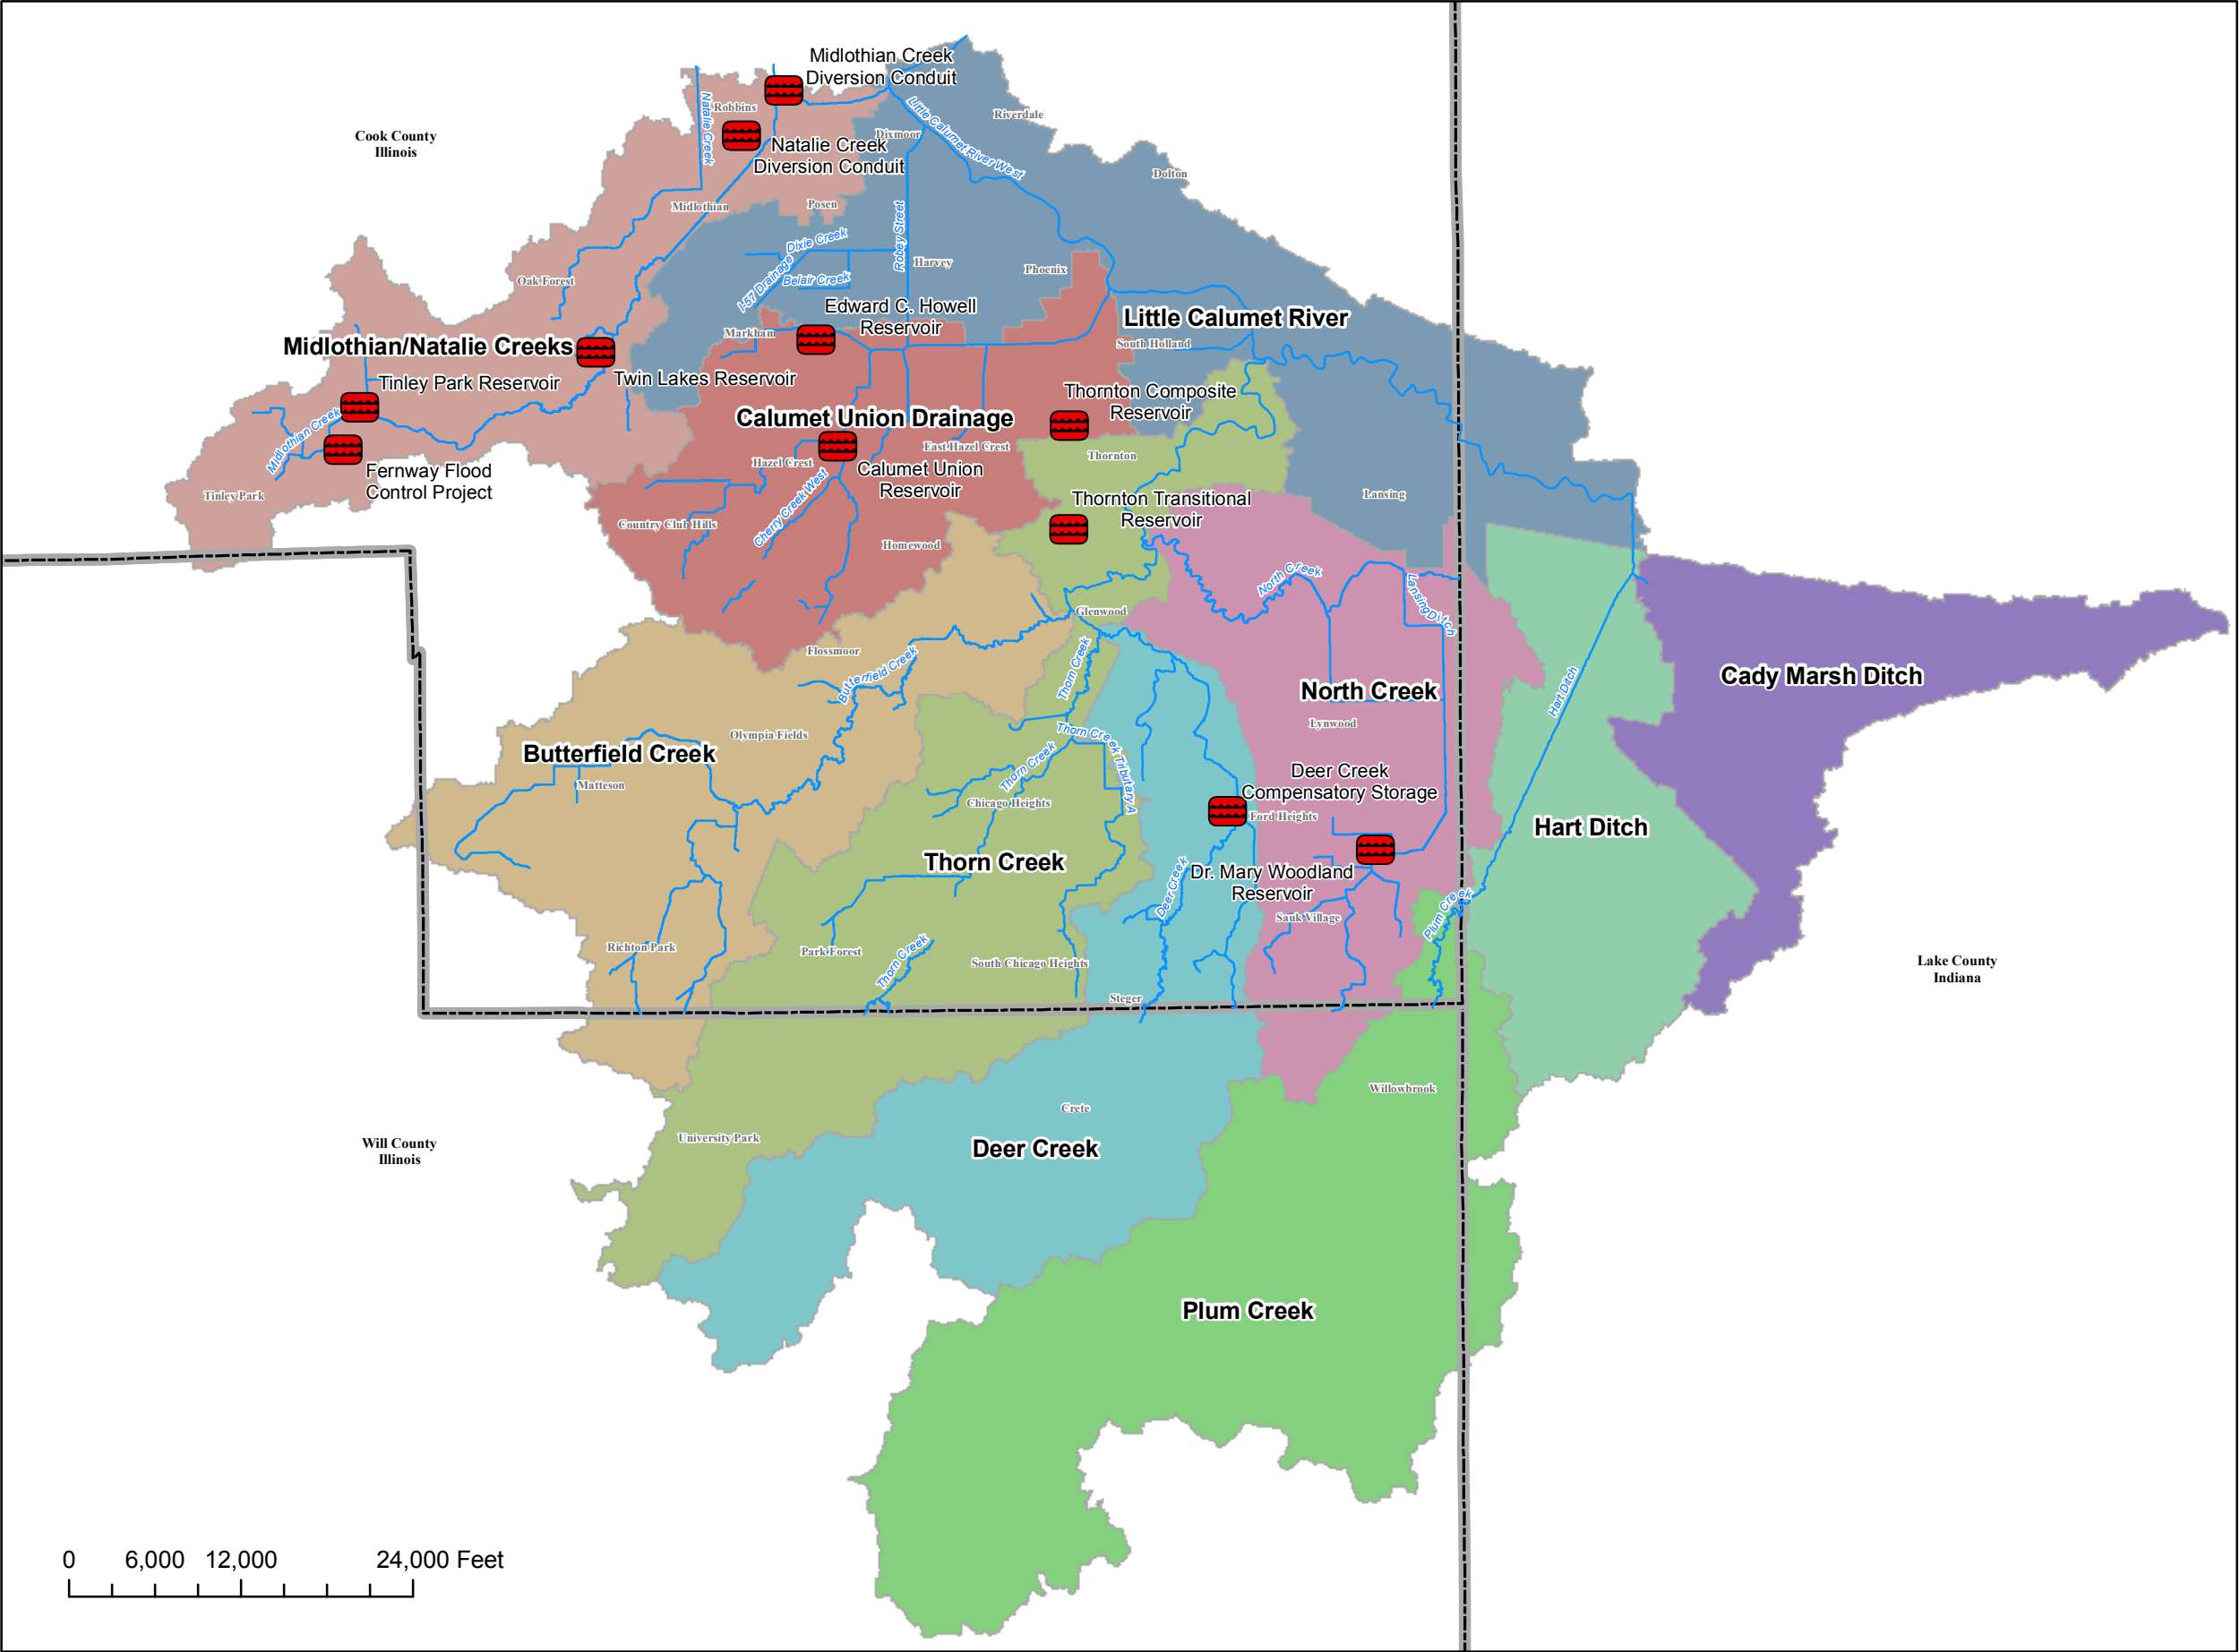 Midlothian Creek
Diversion Conduit
Natalie Creek
Robbins
Little Calumet River West
Riverdale
Dixmoor
Cook County
Illinois
Natalie Creek
Diversion Conduit
Dolton
Midlothian
Posen
Robey Street
Dixie Creek
Harvey
Phoenix
Oak Forest
I-57 Drainage
Belair Creek
Edward C. Howell
Reservoir
Little Calumet River
Markham
South Holland
Midlothian/Natalie Creeks
Tinley Park Reservoir
Twin Lakes Reservoir
Thornton Composite
Reservoir
Calumet Union Drainage
Midlothian Creek
East Hazel Crest
Thornton
Hazel Crest
Calumet Union
Reservoir
Fernway Flood
Control Project
Tinley Park
Lansing
Thornton Transitional
Reservoir
Cherry Creek West
Country Club Hills
Homewood
North Creek
Lansing Ditch
Glenwood
Flossmoor
Butterfield Creek
Thorn Creek
Hart Ditch
Cady Marsh Ditch
North Creek
Lynwood
Olympia Fields
Thorn Creek Tributary A
Butterfield Creek
Thorn Creek
Matteson
Deer Creek
Compensatory Storage
Chicago Heights
Ford Heights
Hart Ditch
Thorn Creek
Deer Creek
Dr. Mary Woodland
Reservoir
Sauk Village
Plum Creek
Richton Park
Park Forest
Thorn Creek
South Chicago Heights
Lake County
Indiana
Steger
Willowbrook
Crete
University Park
Will County
Illinois
Deer Creek
Plum Creek
0 6,000 12,000 24,000 Feet